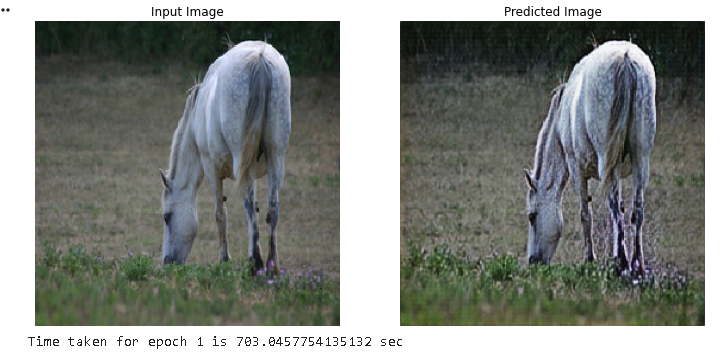 Input Image
Predicted Image
Time taken for epoch 1 is 703.0457754135132 sec